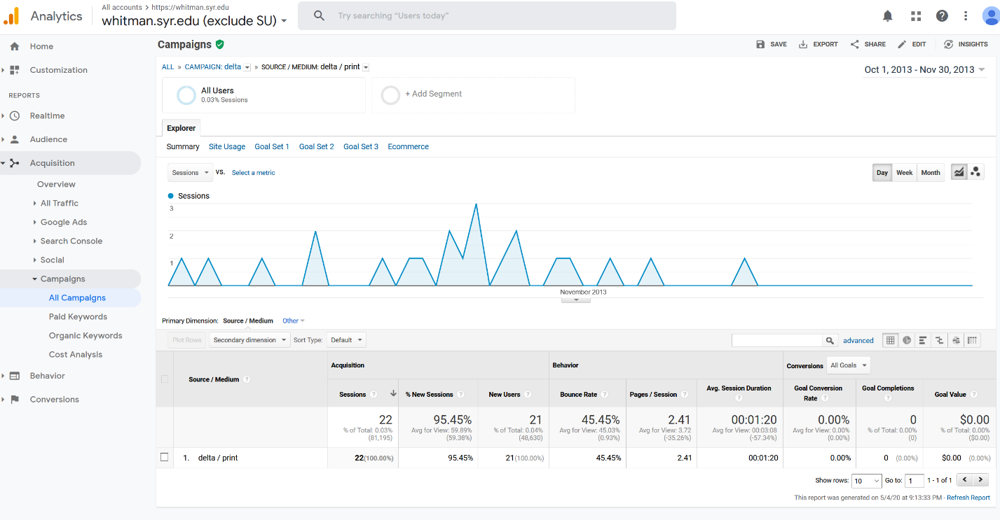 Analytics
All accounts > https://whitman.syr.edu
whitman.syr.edu (exclude SU)
Try searching “Users today”
Home
Customization
REPORTS
Realtime
Audience
Acquisition
Overview
All Traffic
Google Ads
Search Console
Social
Campaigns
All Campaigns
Paid Keywords
Organic Keywords
Cost Analysis
Behavior
Conversions
Campaigns
SAVE EXPORT SHARE EDIT INSIGHTS
ALL » CAMPAIGN: delta » SOURCE / MEDIUM: delta / print
Oct 1, 2013 - Nov 30, 2013
All Users
0.03% Sessions
+ Add Segment
Explorer
Summary Site Usage Goal Set 1 Goal Set 2 Goal Set 3 Ecommerce
Sessions VS. Select a metric
Day Week Month
Sessions
3
2
1
November 2013
Primary Dimension: Source / Medium Other
Plot Rows Secondary dimension Sort Type: Default advanced
Source / Medium ?
Acquisition Behavior Conversions All Goals
Sessions ? % New Sessions ? New Users ? Bounce Rate ? Pages / Session ? Avg. Session Duration ? Goal Conversion Rate ? Goal Completions ? Goal Value ?
22 95.45% 21 45.45% 2.41 00:01:20 0.00% 0 $0.00
% of Total: 0.03% Avg for View: 59.89% % of Total: 0.04% Avg for View: 45.03% Avg for View: 3.72 Avg for View: 00:03:08 Avg for View: 0.00% % of Total: 0.00% % of Total: 0.00%
(81,195) (59.38%) (48,630) (0.93%) (-35.26%) (-57.34%) (0.00%) (0) ($0.00)
1. delta / print 22(100.00%) 95.45% 21(100.00%) 45.45% 2.41 00:01:20 0.00% 0 (0.00%) $0.00 (0.00%)
Show rows: 10 Go to: 1 1 - 1 of 1
This report was generated on 5/4/20 at 9:13:33 PM - Refresh Report